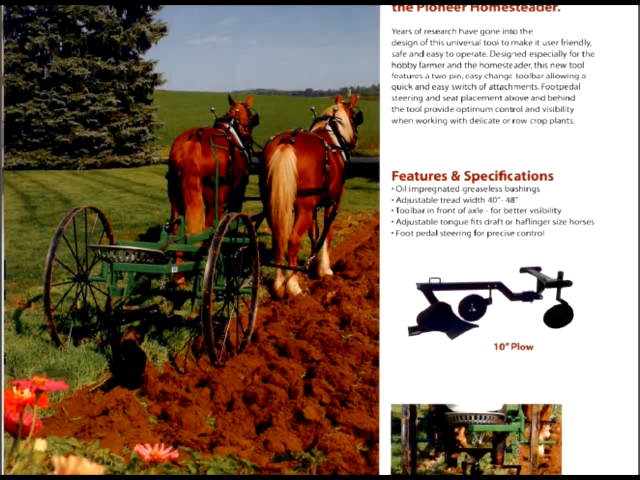 the Pioneer Homesteader.
Years of research have gone into the
design of this universal tool to make it user friendly,
safe and easy to operate. Designed especially for the
hobby farmer and the homesteader, this new tool
features a two pin, easy change toolbar allowing a
quick and easy switch of attachments. Footpedal
steering and seat placement above and behind
the tool provide optimum control and visibility
when working with delicate or row crop plants.
Features & Specifications
• Oil impregnated greaseless bushings
• Adjustable tread width 40"- 48"
• Toolbar in front of axle - for better visibility
• Adjustable tongue fits draft or haflinger size horses
• Foot pedal steering for precise control
10" Plow